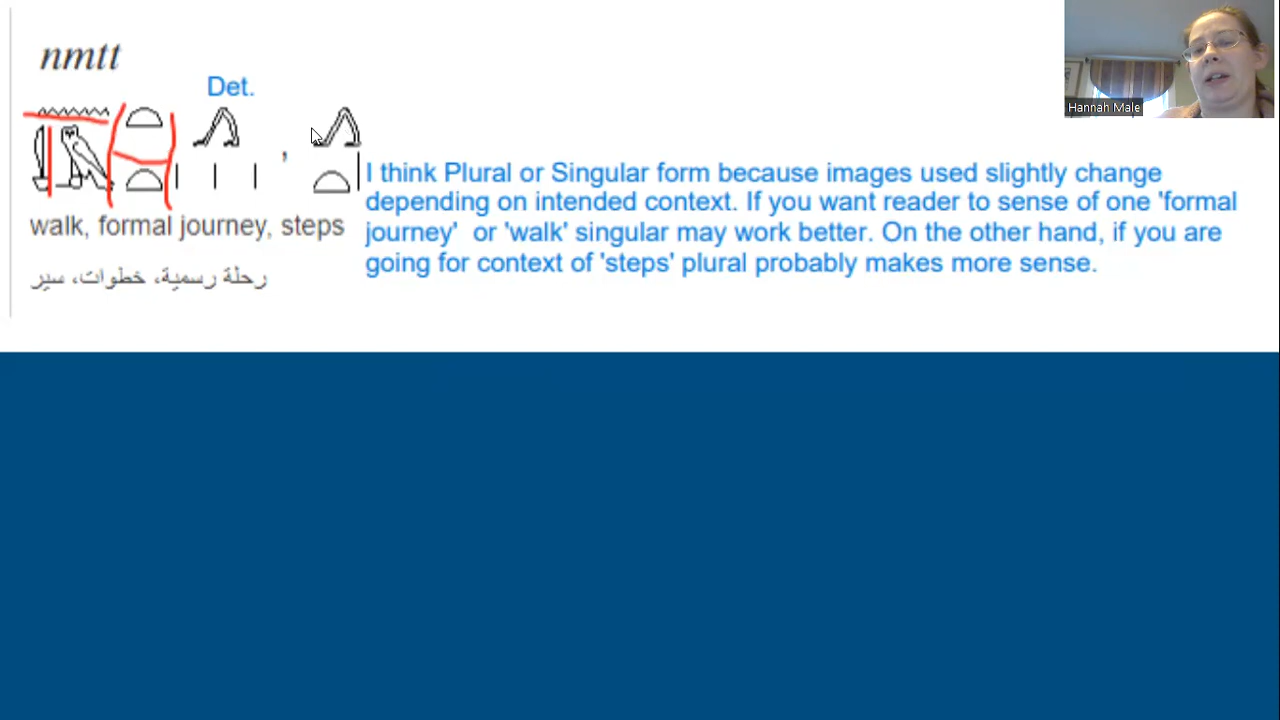 nmtt
Det.
,
walk, formal journey, steps
رحلة رسمية، خطوات، سير
I think Plural or Singular form because images used slightly change
depending on intended context. If you want reader to sense of one 'formal
journey' or 'walk' singular may work better. On the other hand, if you are
going for context of 'steps' plural probably makes more sense.
Hannah Male